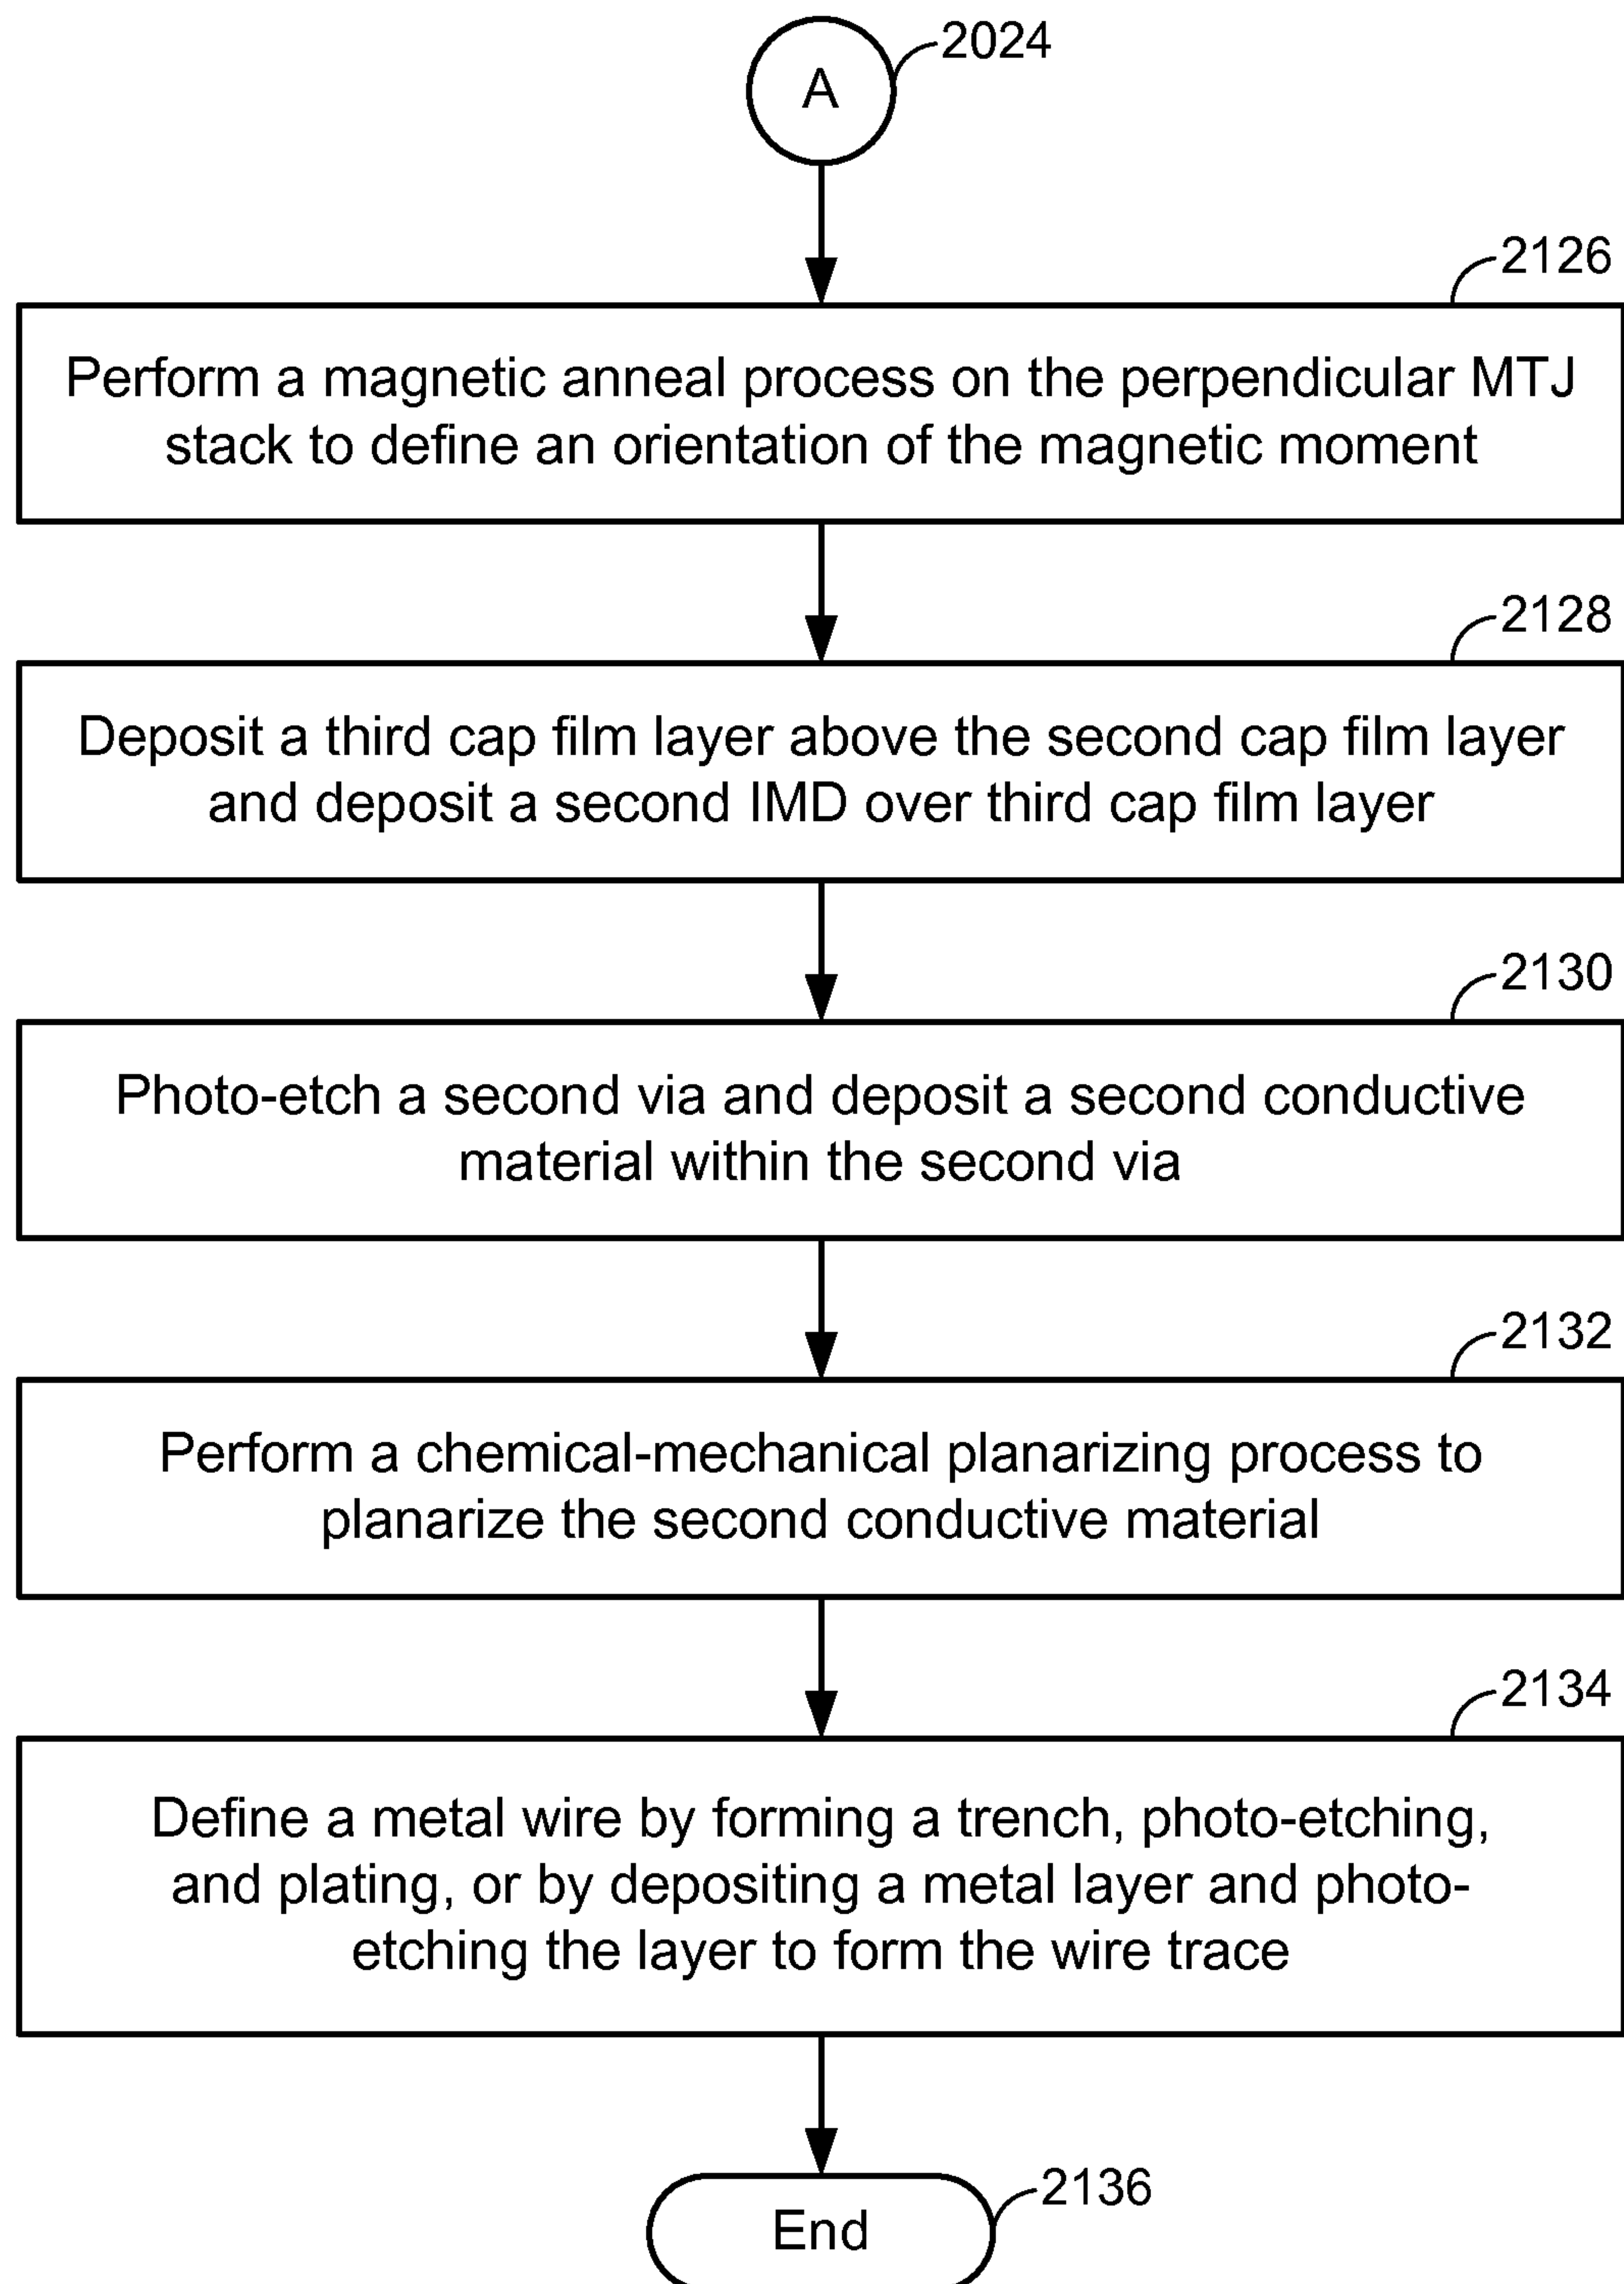 A
2024
2126
Perform a magnetic anneal process on the perpendicular MTJ
stack to define an orientation of the magnetic moment
2128
Deposit a third cap film layer above the second cap film layer
and deposit a second IMD over third cap film layer
2130
Photo-etch a second via and deposit a second conductive
material within the second via
2132
Perform a chemical-mechanical planarizing process to
planarize the second conductive material
2134
Define a metal wire by forming a trench, photo-etching,
and plating, or by depositing a metal layer and photo-
etching the layer to form the wire trace
2136
End